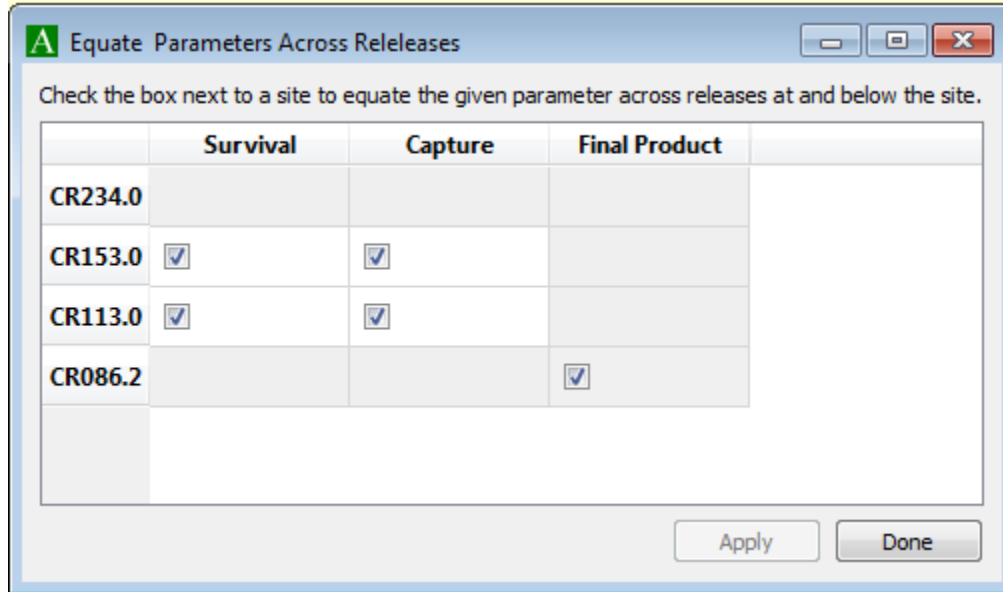 A Equate Parameters Across Releleases
Check the box next to a site to equate the given parameter across releases at and below the site.
Survival Capture Final Product
CR234.0
CR153.0
CR113.0
CR086.2
Apply Done